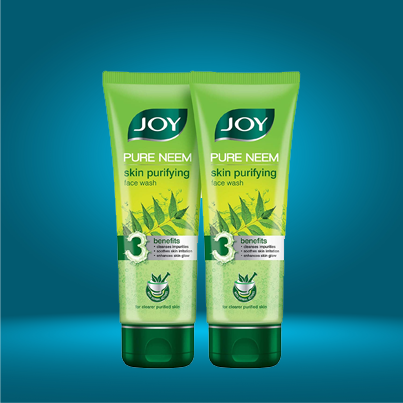 JOY
PURE NEEM
skin purifying
face wash
3 benefits
• cleanses impurities
• soothes skin irritation
• enhances skin glow
for clearer purified skin
JOY
PURE NEEM
skin purifying
face wash
3 benefits
• cleanses impurities
• soothes skin irritation
• enhances skin glow
for clearer purified skin